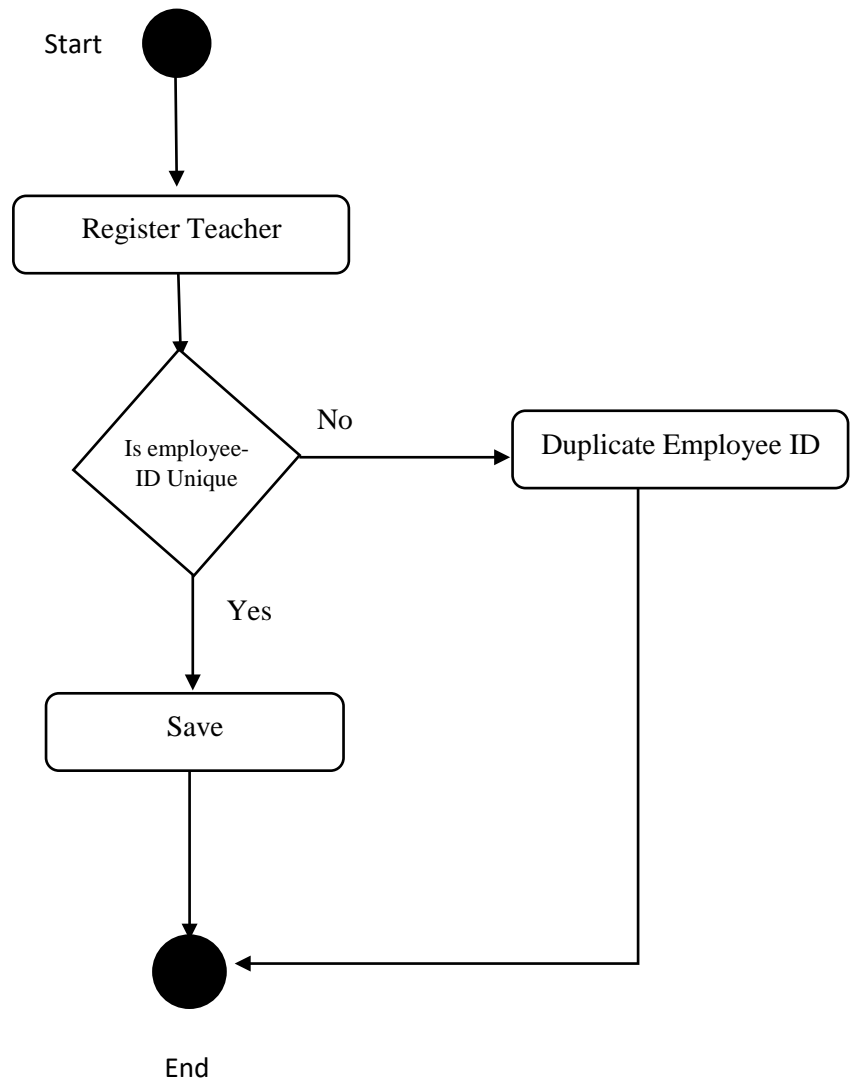 Start
Register Teacher
No
Is employee-
ID Unique
Duplicate Employee ID
Yes
Save
End